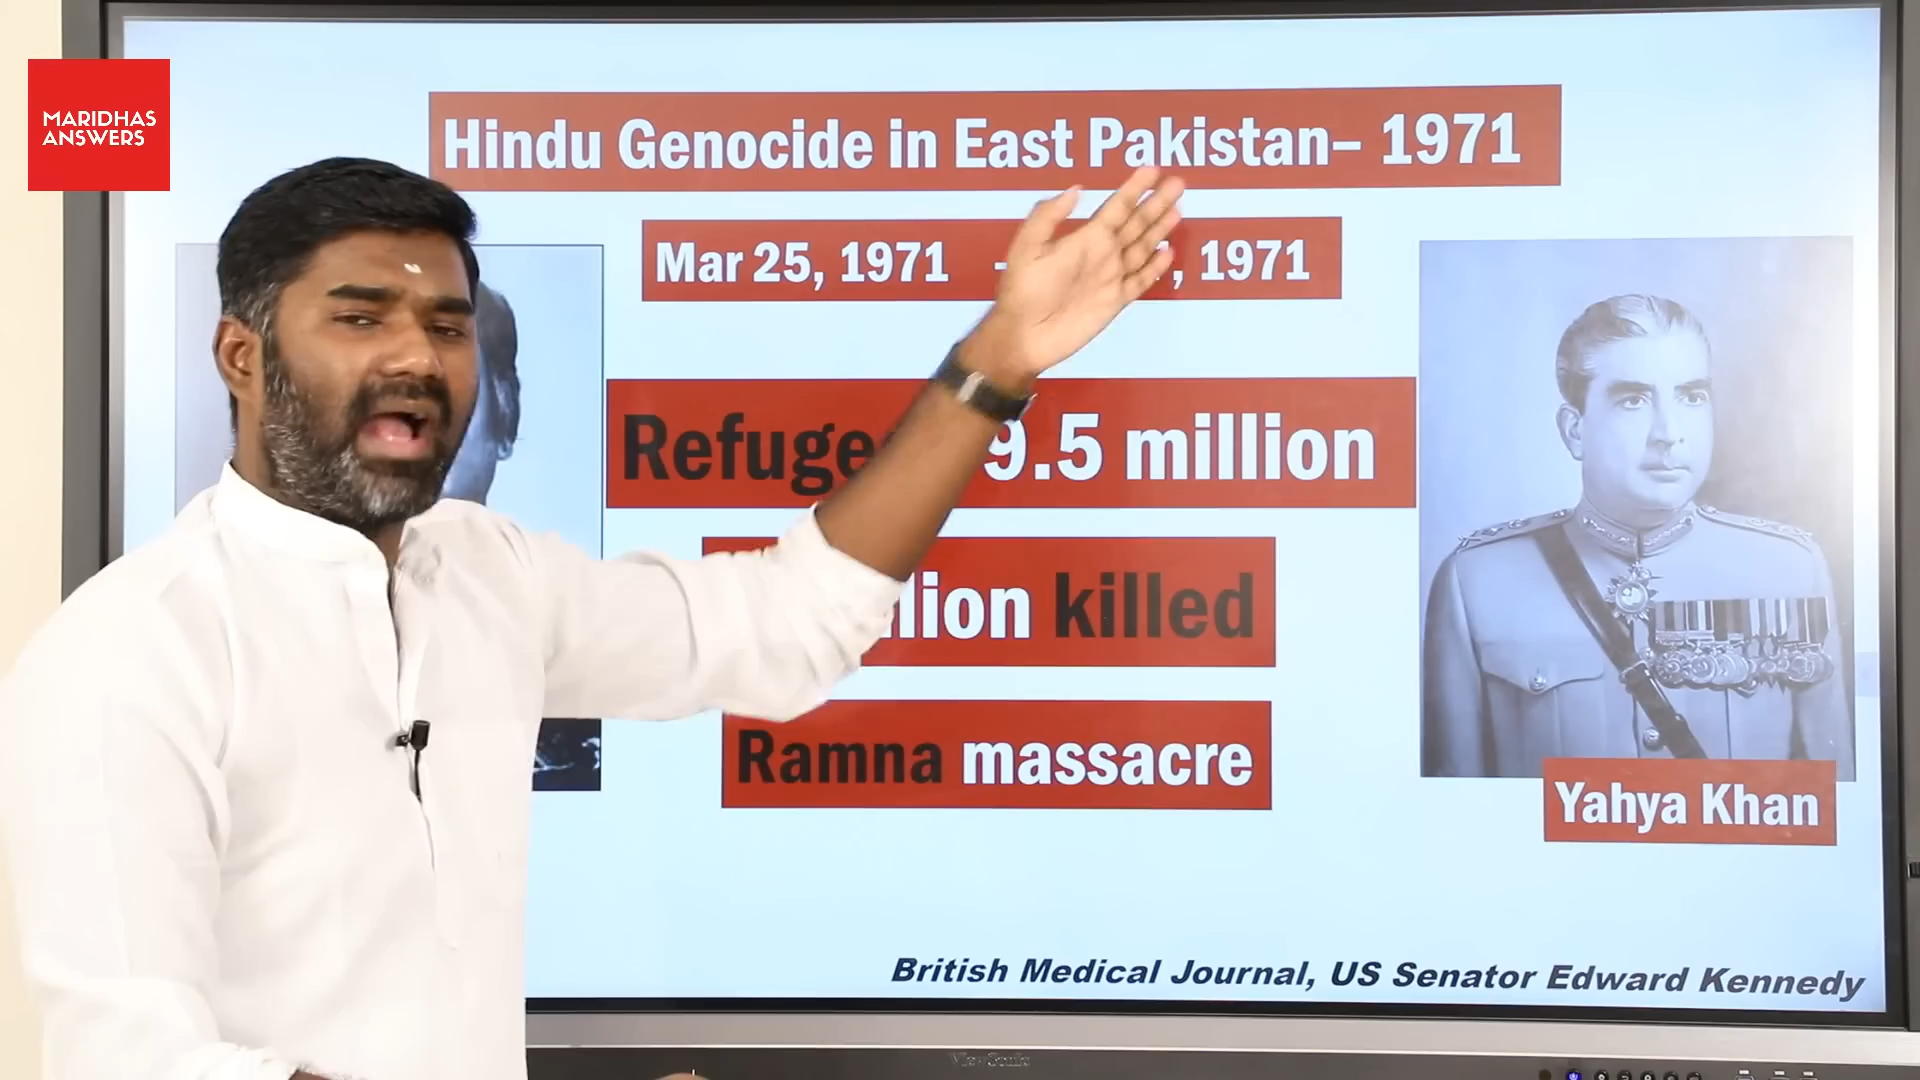 MARIDHAS
ANSWERS
Hindu Genocide in East Pakistan– 1971
Mar 25, 1971 - , 1971
9.5 million
killed
Ramna massacre
Yahya Khan
British Medical Journal, US Senator Edward Kennedy
ViewSonic